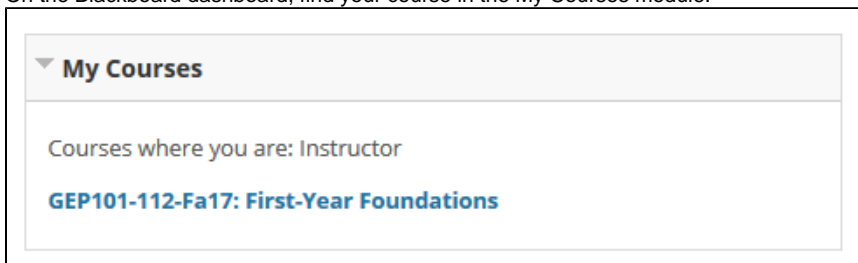 On the Blackboard dashboard, find your course in the My Courses module.
My Courses
Courses where you are: Instructor
GEP101-112-Fa17: First-Year Foundations